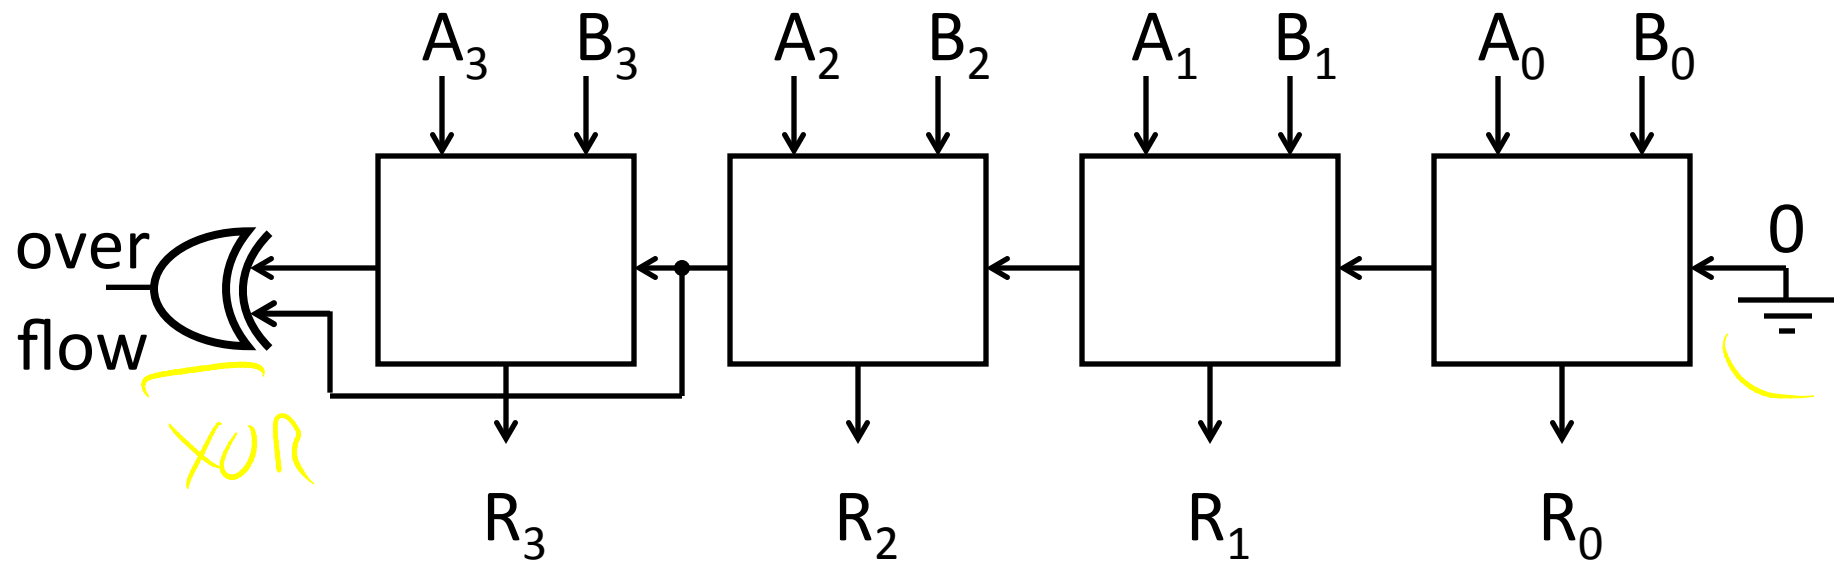 A3 B3 A2 B2 A1 B1 A0 B0
0
over
flow
XOR
R3 R2 R1 R0